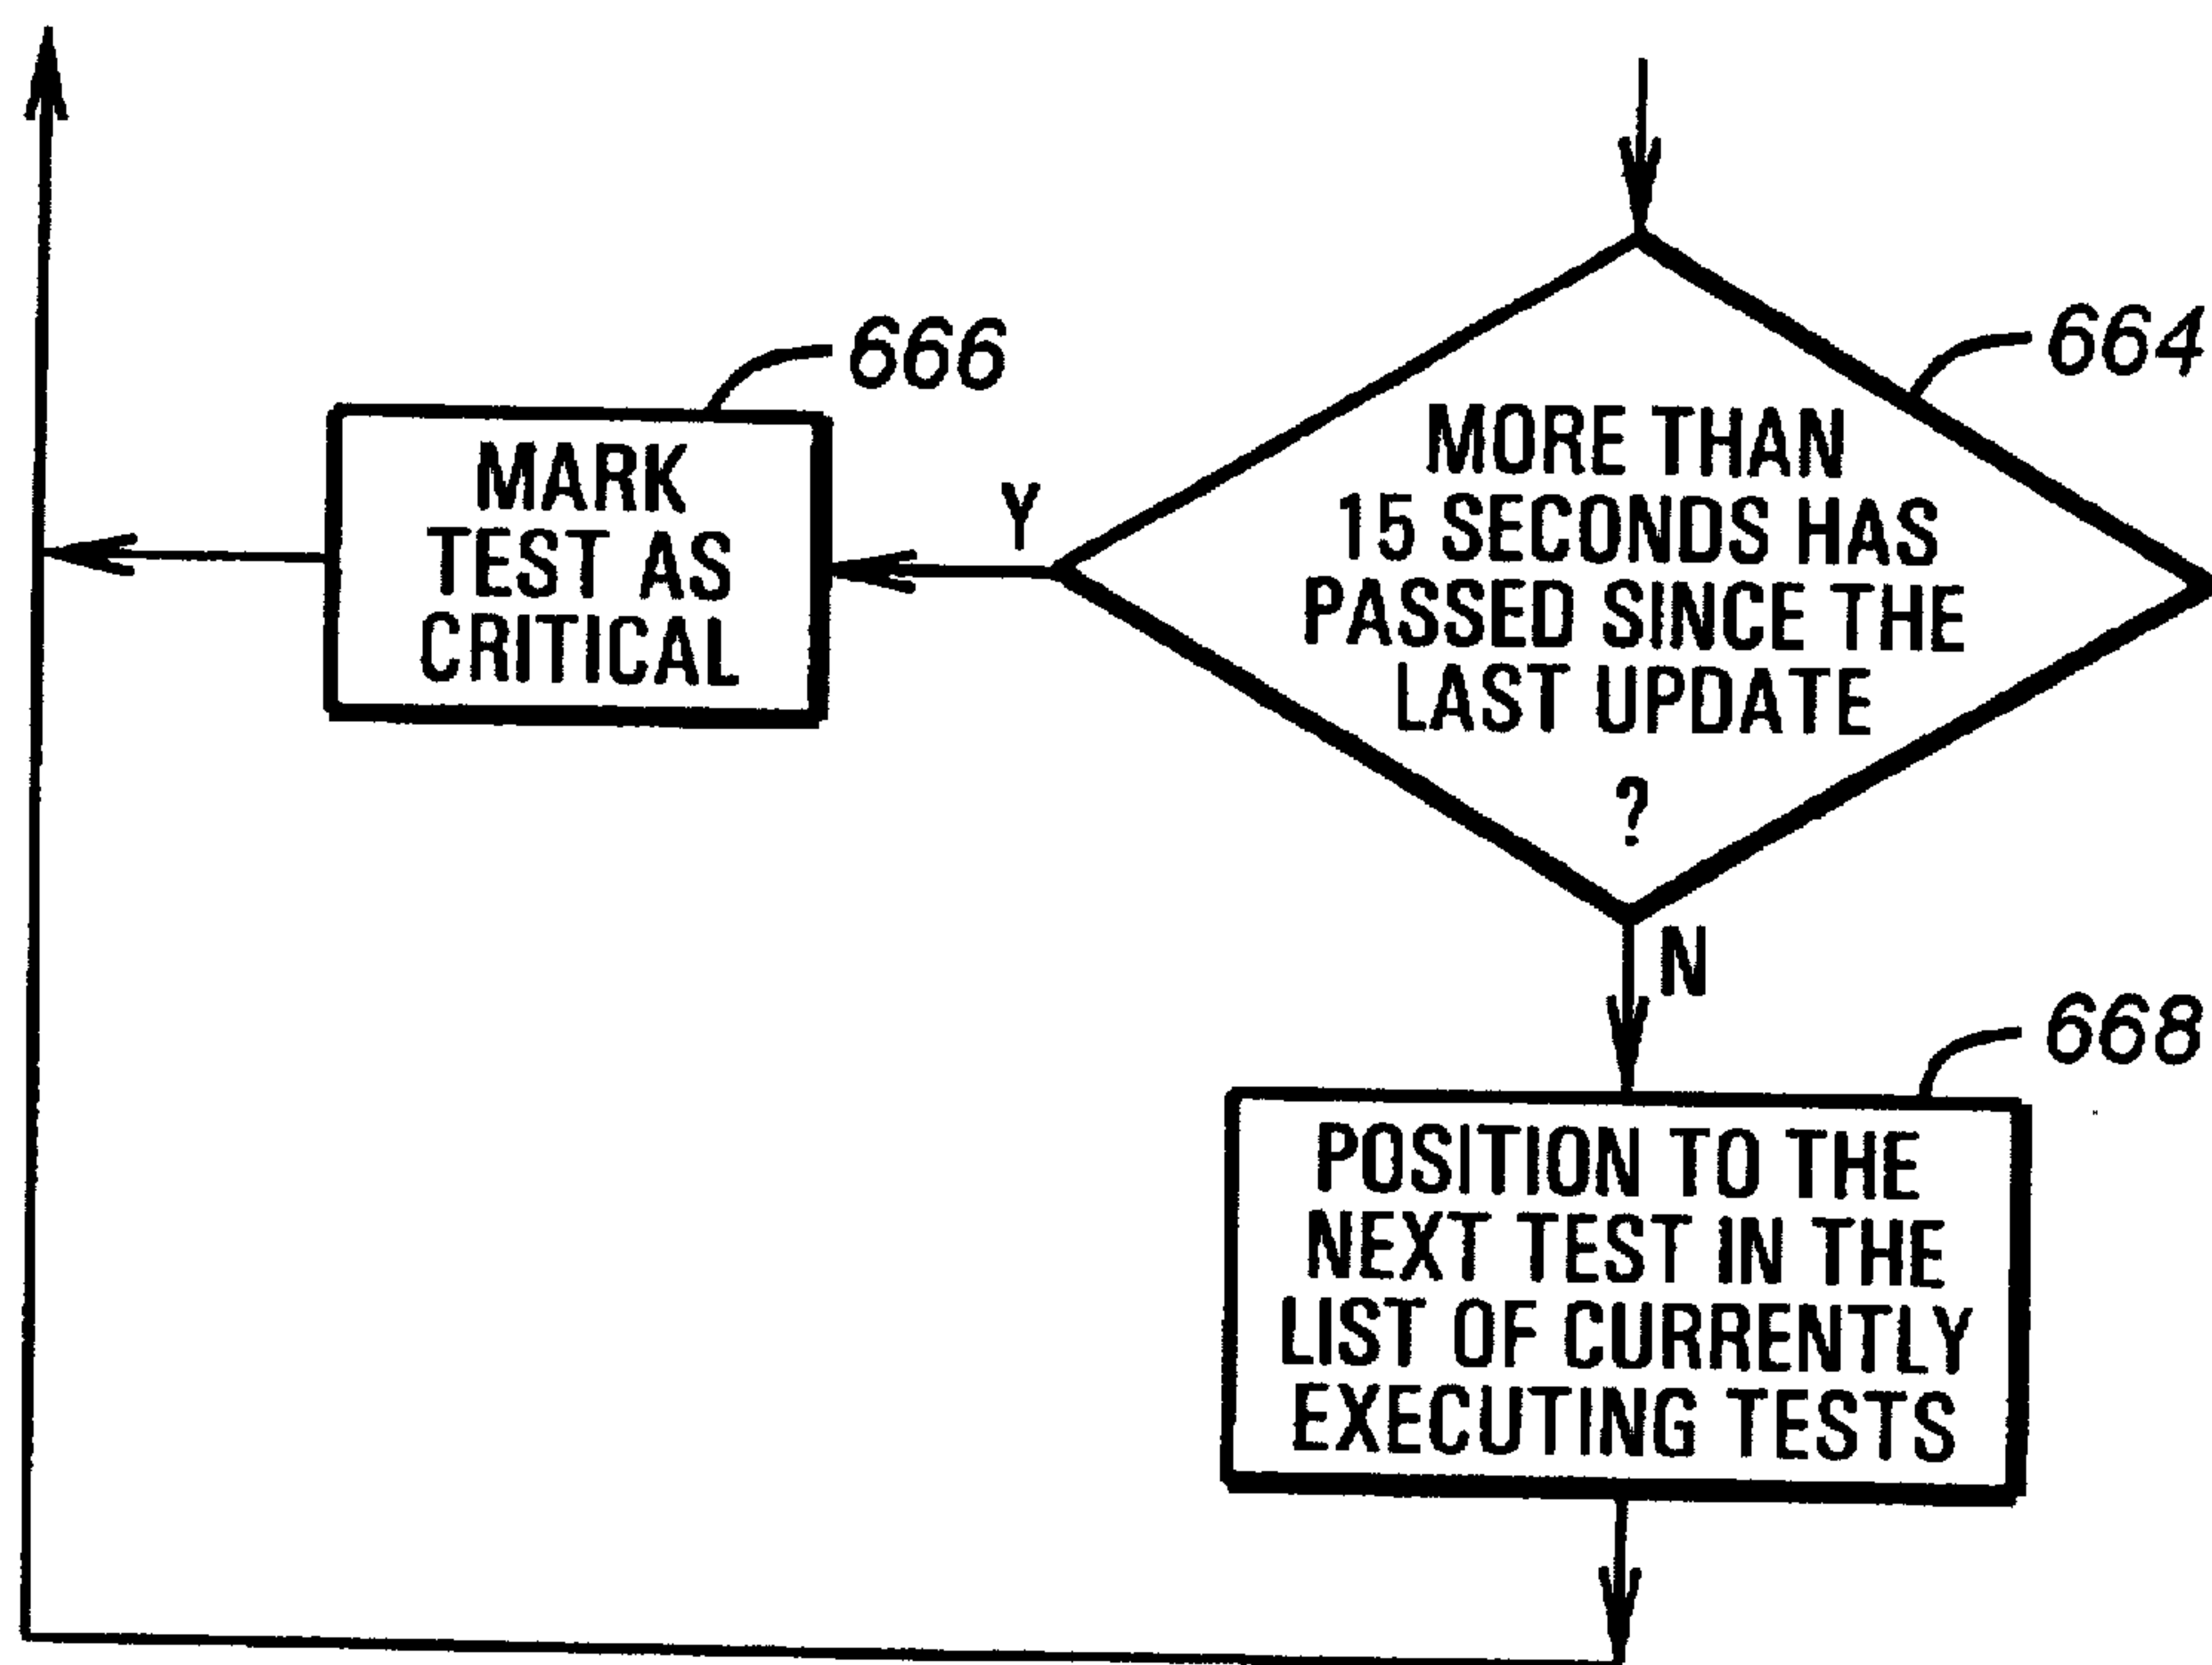 664
MORE THAN
15 SECONDS HAS
PASSED SINCE THE
LAST UPDATE
?
Y
666
MARK
TEST AS
CRITICAL
N
668
POSITION TO THE
NEXT TEST IN THE
LIST OF CURRENTLY
EXECUTING TESTS